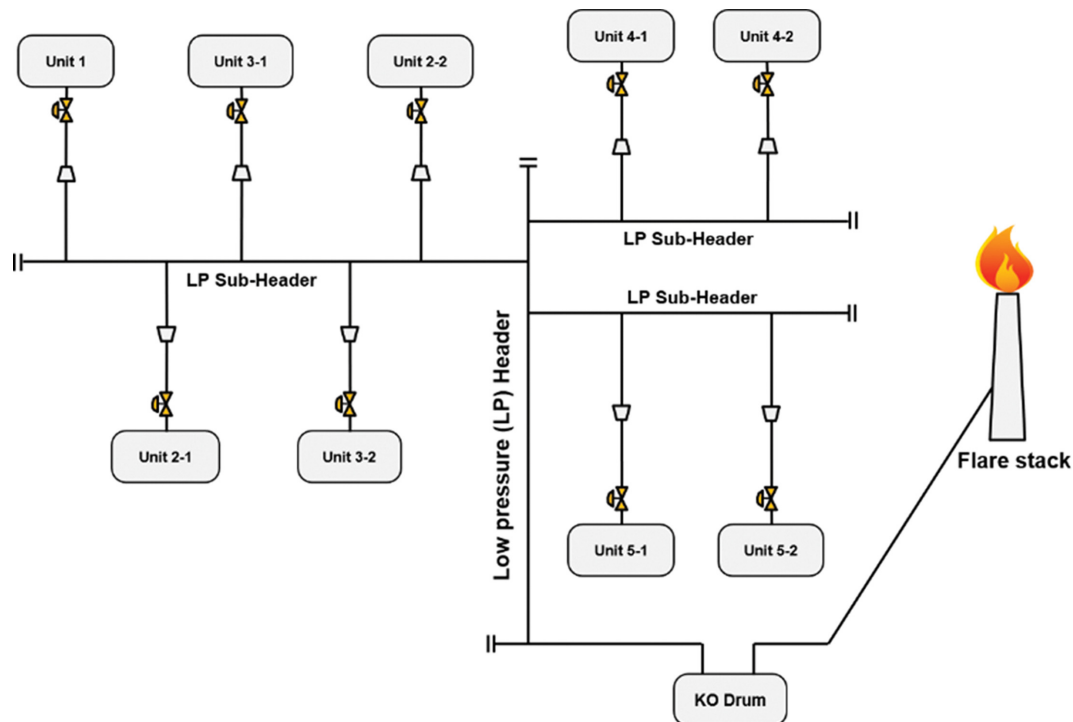 Unit 1
Unit 3-1
Unit 2-2
Unit 4-1
Unit 4-2
LP Sub-Header
LP Sub-Header
LP Sub-Header
Low pressure (LP) Header
Unit 2-1
Unit 3-2
Flare stack
Unit 5-1
Unit 5-2
KO Drum